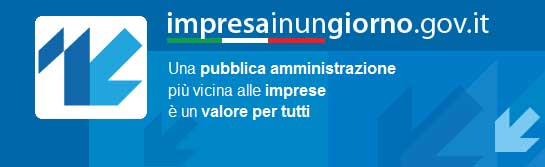 impresainungiorno.gov.it
Una pubblica amministrazione
più vicina alle imprese
è un valore per tutti